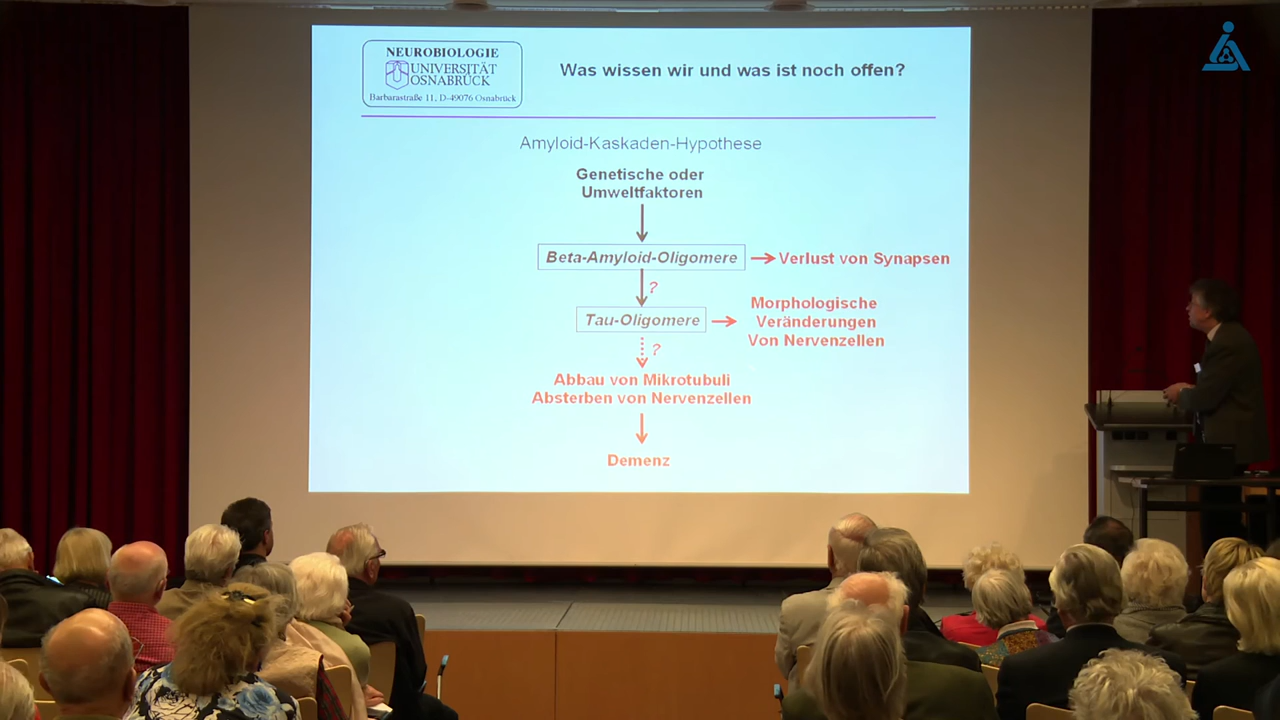 NEUROBIOLOGIE
UNIVERSITÄT
OSNABRÜCK
Barbarastraße 11, D-49076 Osnabrück
Was wissen wir und was ist noch offen?
Amyloid-Kaskaden-Hypothese
Genetische oder
Umweltfaktoren
Beta-Amyloid-Oligomere
Verlust von Synapsen
?
Tau-Oligomere
Morphologische
Veränderungen
Von Nervenzellen
?
Abbau von Mikrotubuli
Absterben von Nervenzellen
Demenz